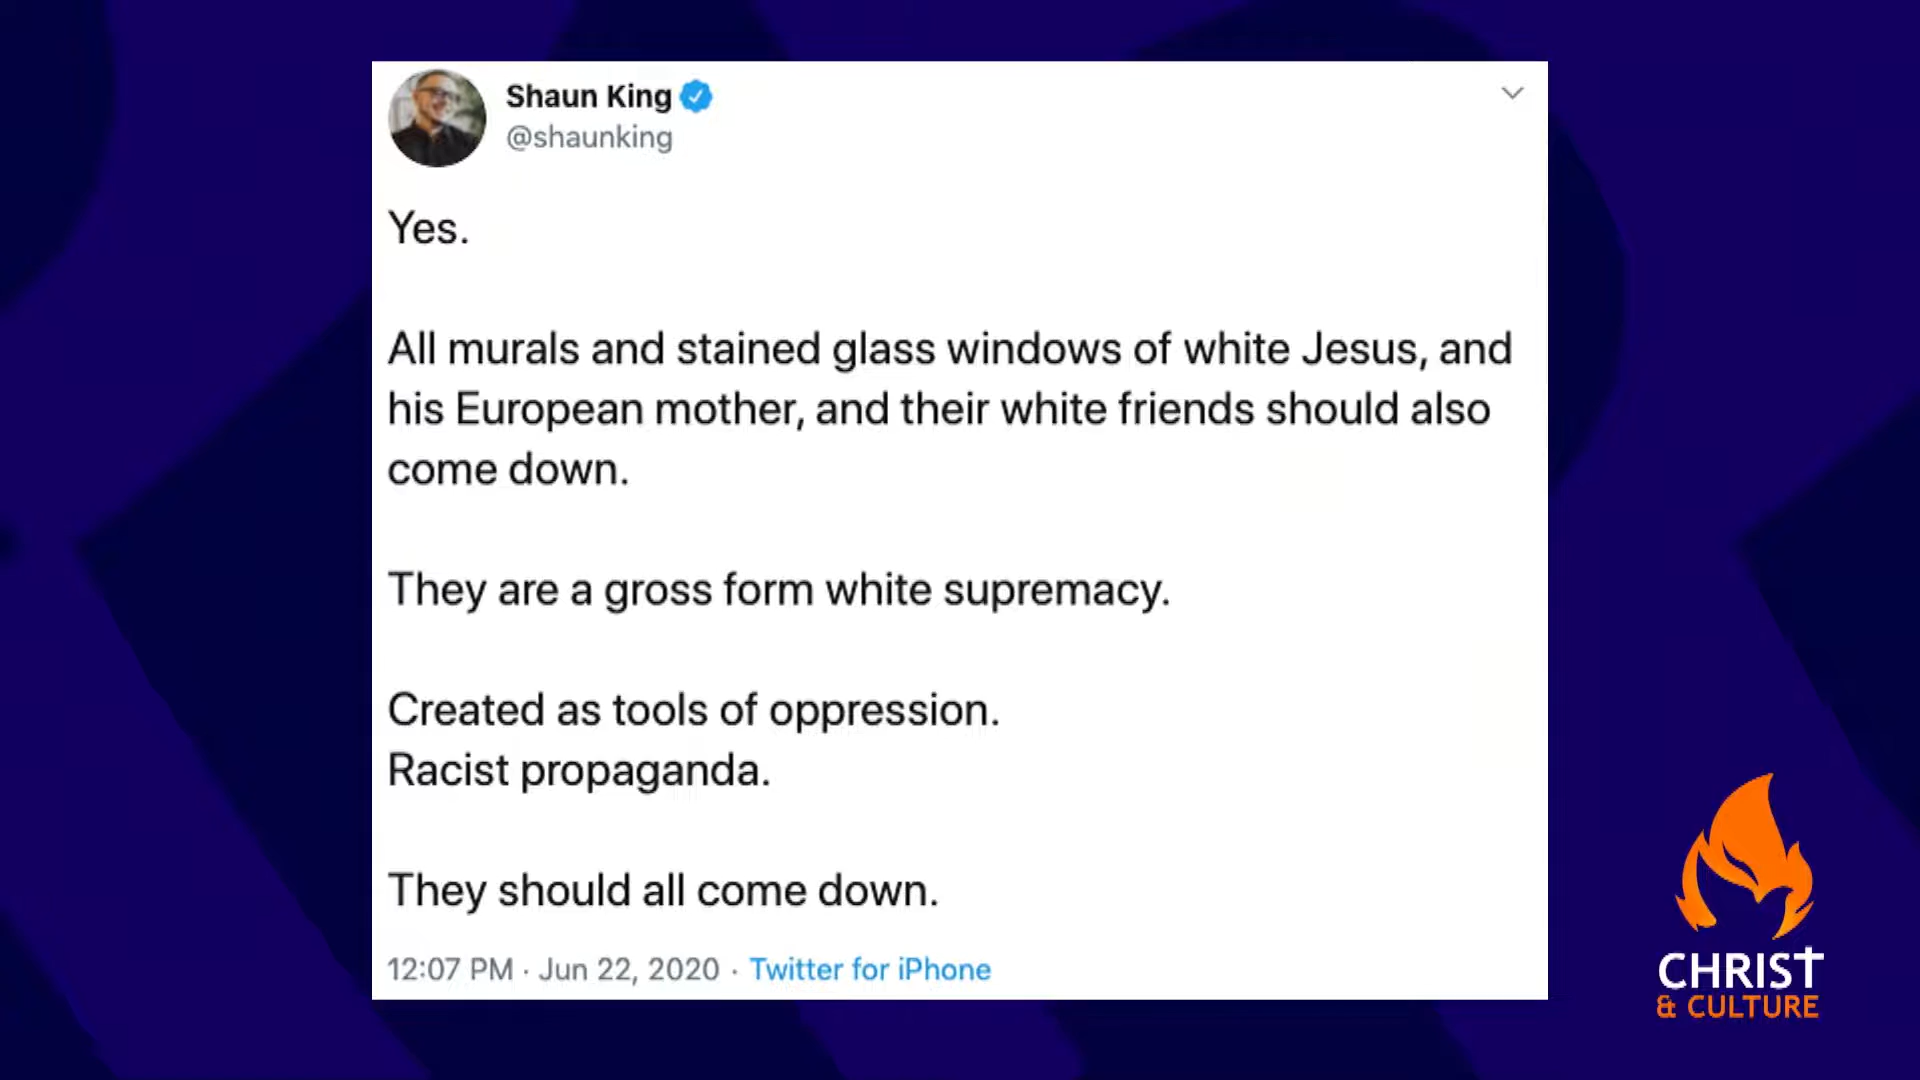 Shaun King
@shaunking
Yes.
All murals and stained glass windows of white Jesus, and
his European mother, and their white friends should also
come down.
They are a gross form white supremacy.
Created as tools of oppression.
Racist propaganda.
They should all come down.
12:07 PM · Jun 22, 2020 · Twitter for iPhone
CHRIST
& CULTURE